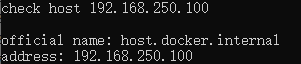 check host 192.168.250.100
official name: host.docker.internal
address: 192.168.250.100